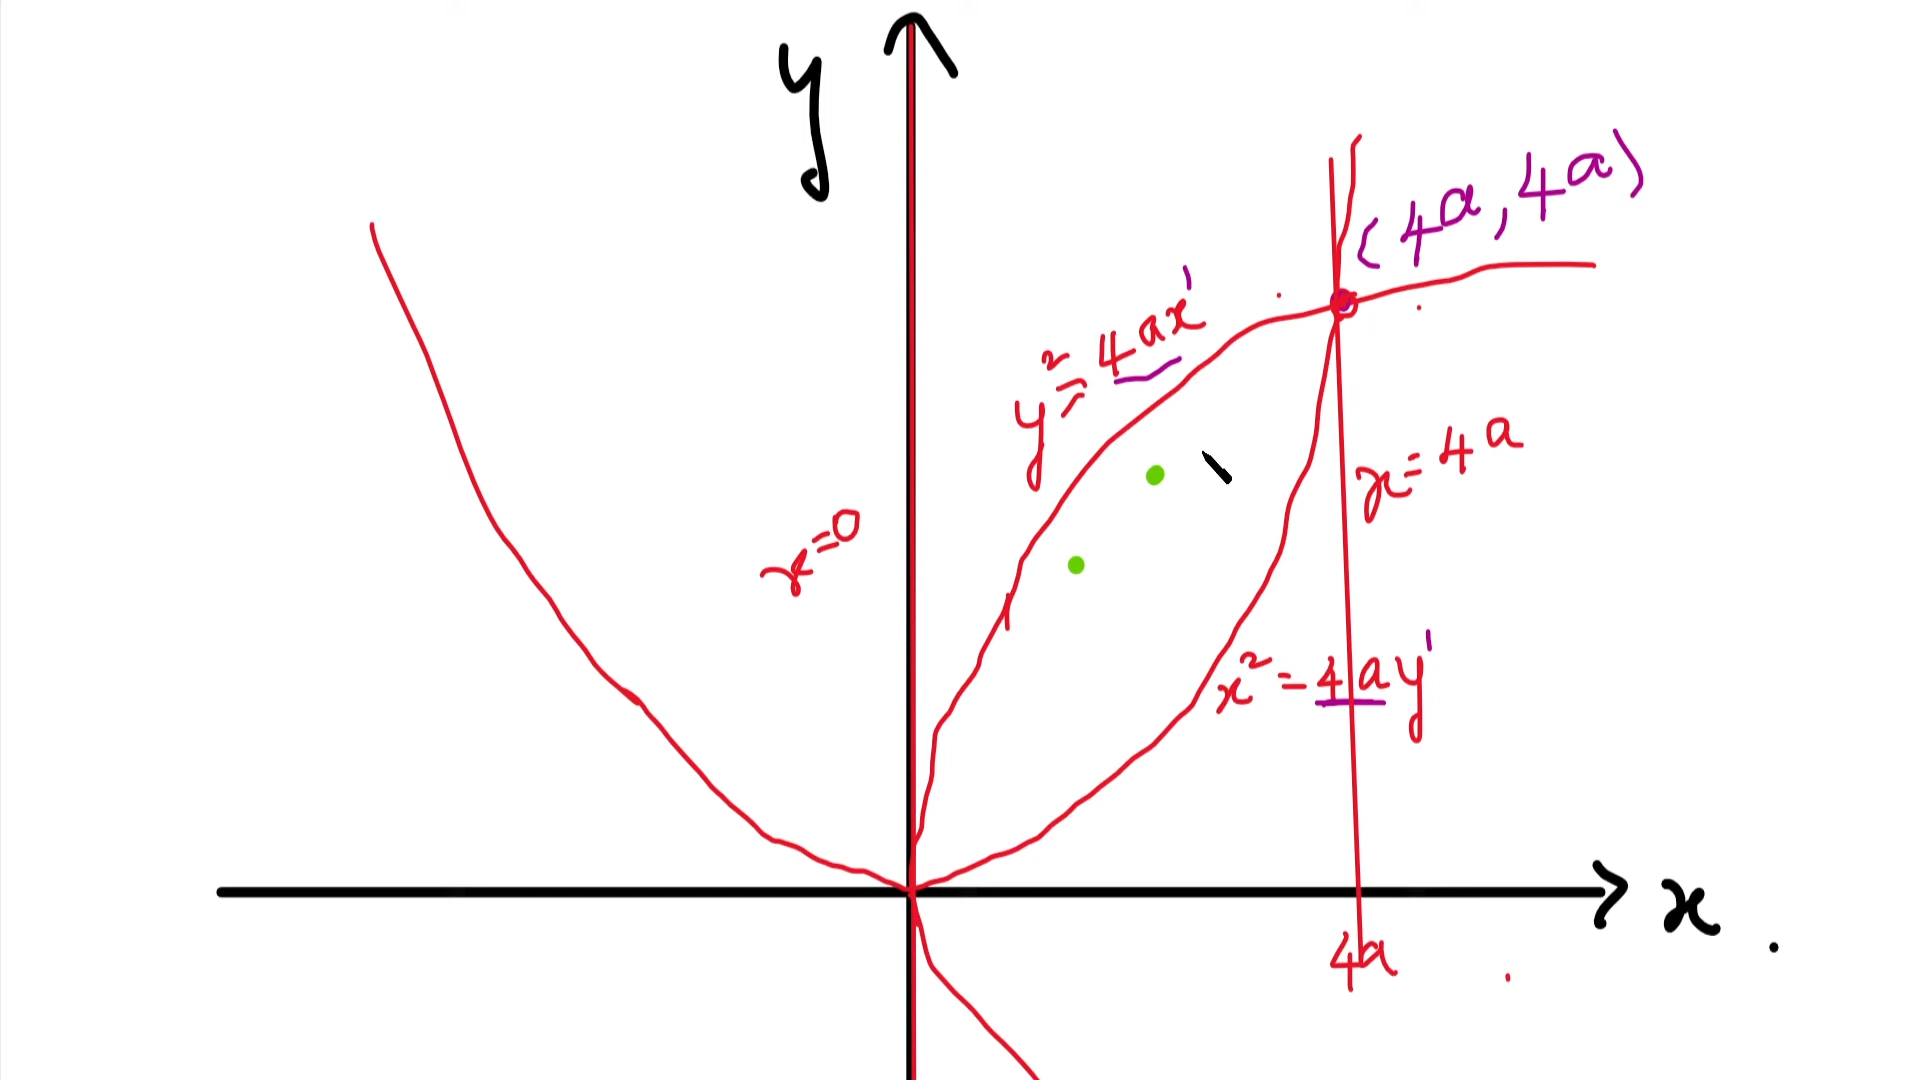 y
(4a, 4a)
y² = 4ax'
x = 4a
x = 0
x² = 4ay'
x
4a